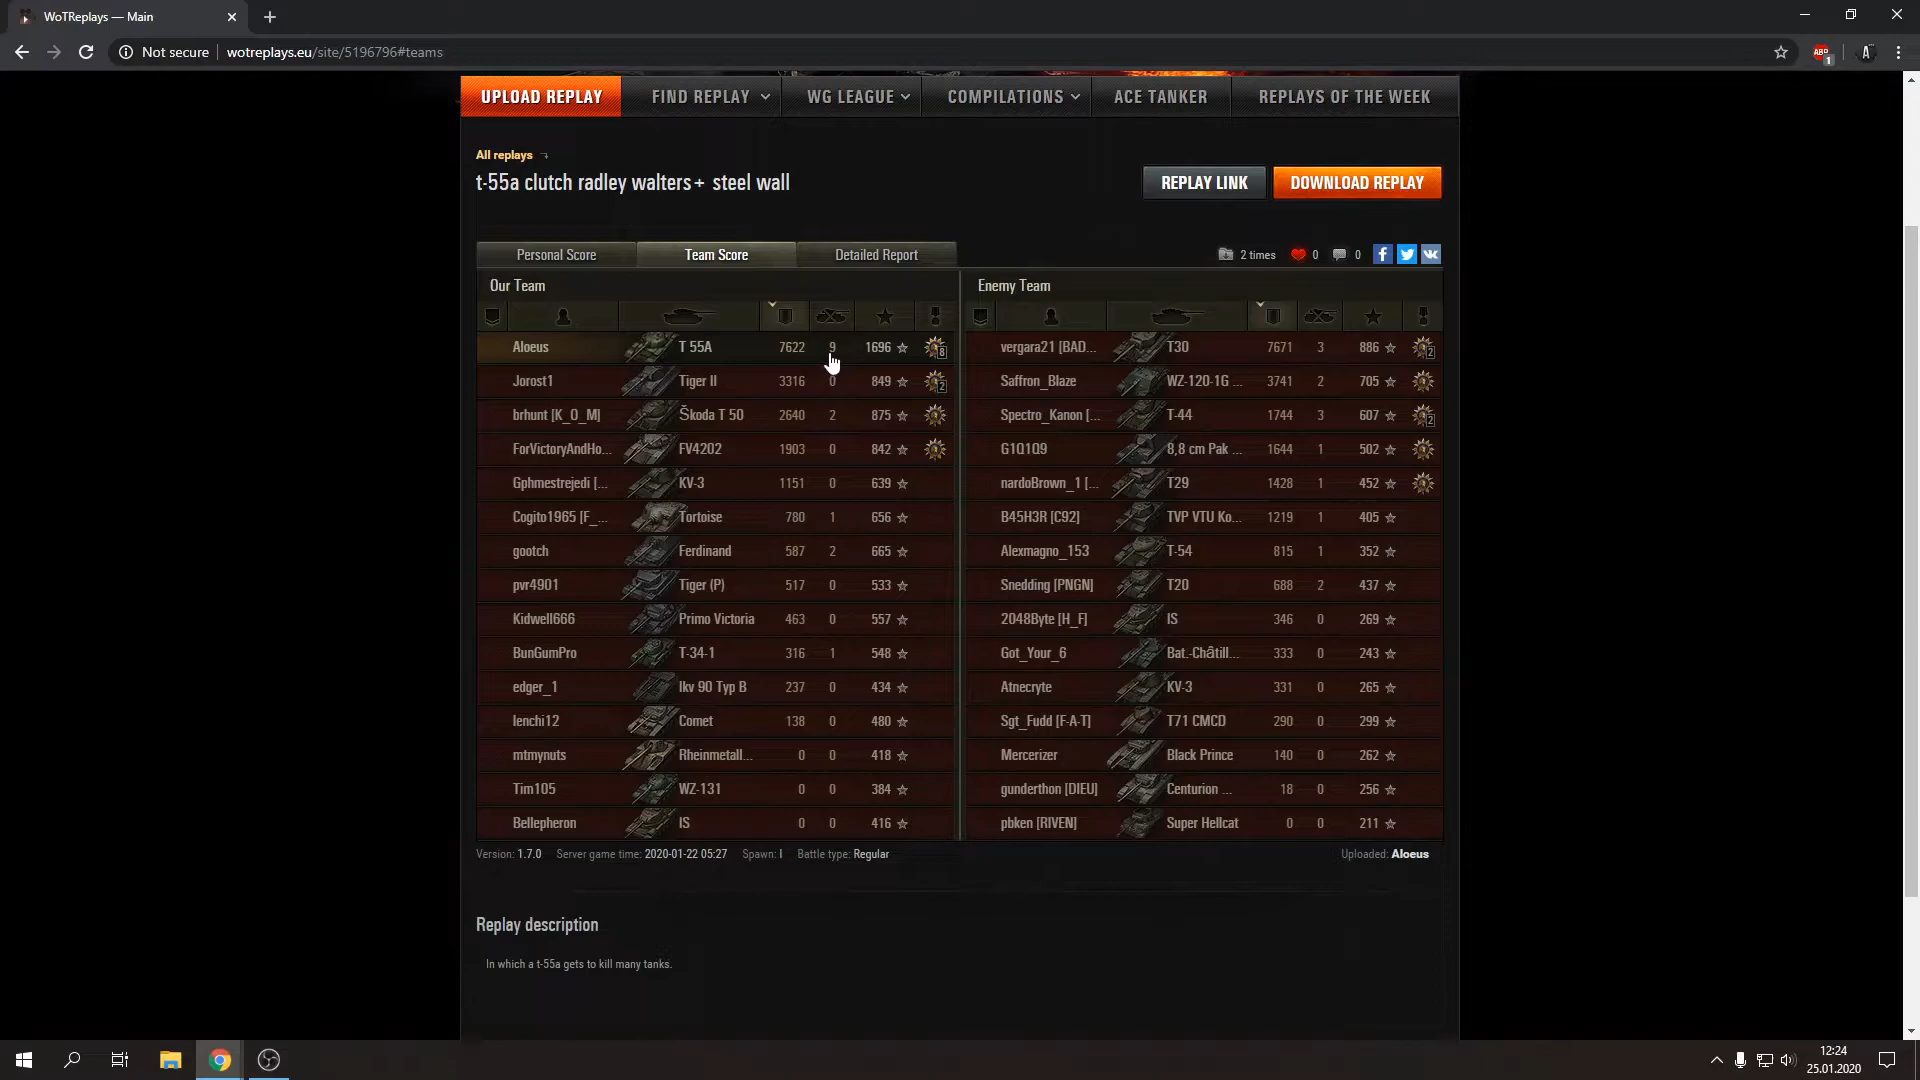 WoTReplays — Main
Not secure
wotreplays.eu/site/5196796#teams
ABP
1
A
UPLOAD REPLAY
FIND REPLAY
WG LEAGUE
COMPILATIONS
ACE TANKER
REPLAYS OF THE WEEK
All replays
t-55a clutch radley walters+ steel wall
REPLAY LINK
DOWNLOAD REPLAY
Personal Score
Team Score
Detailed Report
2 times
0
0
Our Team
Enemy Team
Aloeus T 55A 7622 9 1696 8
vergara21 [BAD... T30 7671 3 886 2
Jorost1 Tiger II 3316 0 849 2
Saffron_Blaze WZ-120-1G ... 3741 2 705
brhunt [K_O_M] Škoda T 50 2640 2 875
Spectro_Kanon [... T-44 1744 3 607 2
ForVictoryAndHo... FV4202 1903 0 842
G1Q1Q9 8,8 cm Pak ... 1644 1 502
Gphmestrejedi [... KV-3 1151 0 639
nardoBrown_1 [... T29 1428 1 452
Cogito1965 [F_... Tortoise 780 1 656
B45H3R [C92] TVP VTU Ko... 1219 1 405
gootch Ferdinand 587 2 665
Alexmagno_153 T-54 815 1 352
pvr4901 Tiger (P) 517 0 533
Snedding [PNGN] T20 688 2 437
Kidwell666 Primo Victoria 463 0 557
2048Byte [H_F] IS 346 0 269
BunGumPro T-34-1 316 1 548
Got_Your_6 Bat.-Châtill... 333 0 243
edger_1 Ikv 90 Typ B 237 0 434
Atnecryte KV-3 331 0 265
lenchi12 Comet 138 0 480
Sgt_Fudd [F-A-T] T71 CMCD 290 0 299
mtmynuts Rheinmetall... 0 0 418
Mercerizer Black Prince 140 0 262
Tim105 WZ-131 0 0 384
gunderthon [DIEU] Centurion ... 18 0 256
Bellepheron IS 0 0 416
pbken [RIVEN] Super Hellcat 0 0 211
Version: 1.7.0 Server game time: 2020-01-22 05:27 Spawn: I Battle type: Regular
Uploaded: Aloeus
Replay description
In which a t-55a gets to kill many tanks.
12:24
25.01.2020